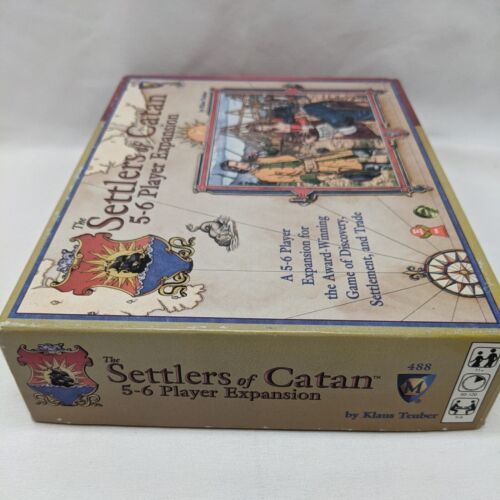 The
Settlers of Catan
5-6 Player Expansion
A 5-6 Player
Expansion for
the Award-Winning
Game of Discovery,
Settlement, and Trade
The
Settlers of Catan™
5-6 Player Expansion
488
M
by Klaus Teuber